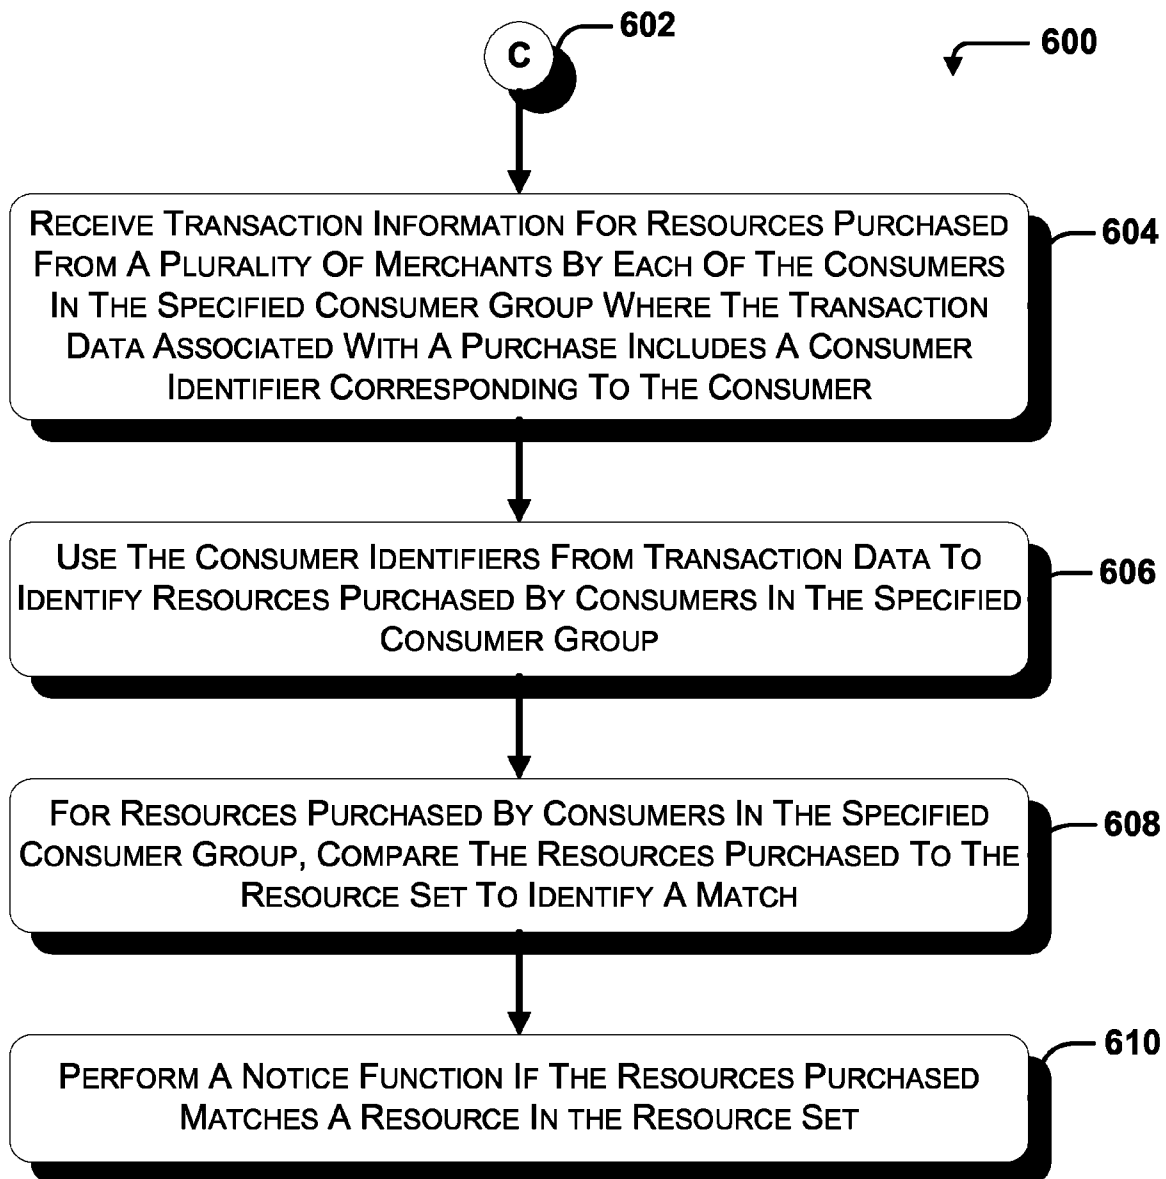 C
602
600
RECEIVE TRANSACTION INFORMATION FOR RESOURCES PURCHASED
FROM A PLURALITY OF MERCHANTS BY EACH OF THE CONSUMERS
IN THE SPECIFIED CONSUMER GROUP WHERE THE TRANSACTION
DATA ASSOCIATED WITH A PURCHASE INCLUDES A CONSUMER
IDENTIFIER CORRESPONDING TO THE CONSUMER
604
USE THE CONSUMER IDENTIFIERS FROM TRANSACTION DATA TO
IDENTIFY RESOURCES PURCHASED BY CONSUMERS IN THE SPECIFIED
CONSUMER GROUP
606
FOR RESOURCES PURCHASED BY CONSUMERS IN THE SPECIFIED
CONSUMER GROUP, COMPARE THE RESOURCES PURCHASED TO THE
RESOURCE SET TO IDENTIFY A MATCH
608
PERFORM A NOTICE FUNCTION IF THE RESOURCES PURCHASED
MATCHES A RESOURCE IN THE RESOURCE SET
610